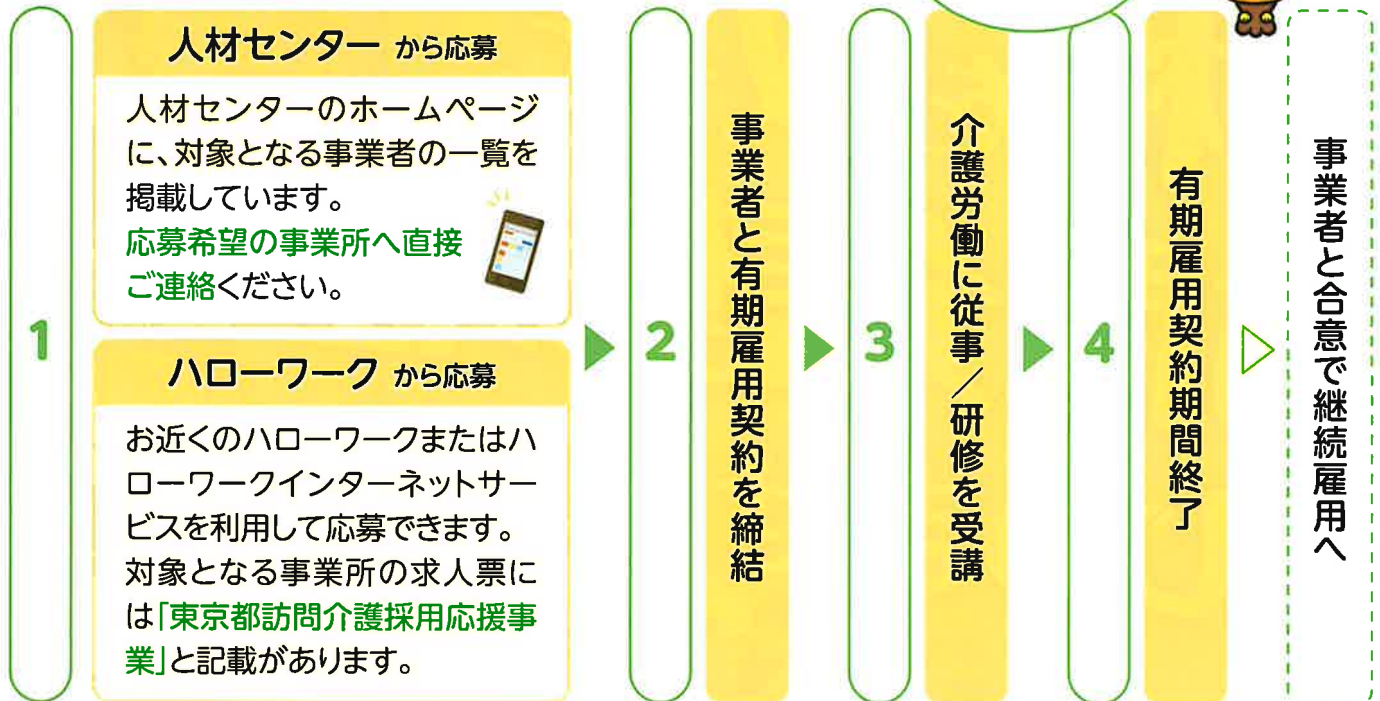 1
人材センター から応募
人材センターのホームページ
に、対象となる事業者の一覧を
掲載しています。
応募希望の事業所へ直接
ご連絡ください。
ハローワーク から応募
お近くのハローワークまたはハ
ローワークインターネットサー
ビスを利用して応募できます。
対象となる事業所の求人票に
は「東京都訪問介護採用応援事
業」と記載があります。
2
事業者と有期雇用契約を締結
3
介護労働に従事／研修を受講
4
有期雇用契約期間終了
事業者と合意で継続雇用へ